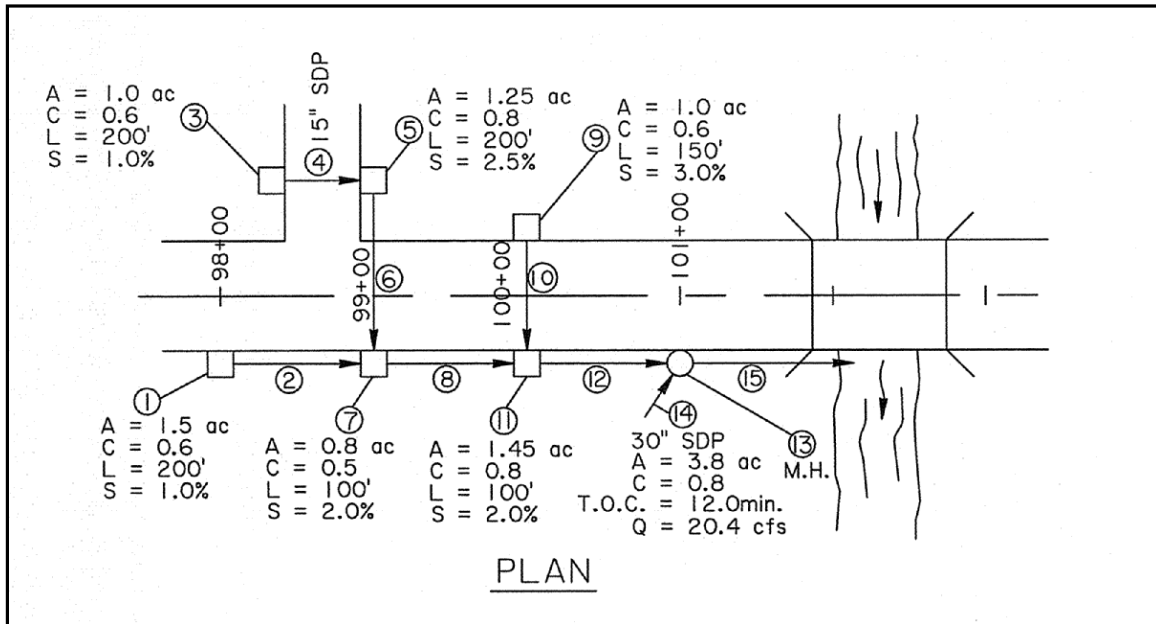 A = 1.0 ac
C = 0.6
L = 200'
S = 1.0%
3
15" SDP
4
5
A = 1.25 ac
C = 0.8
L = 200'
S = 2.5%
9
A = 1.0 ac
C = 0.6
L = 150'
S = 3.0%
98+00
99+00
6
100+00
10
101+00
1
2
7
8
11
12
13
M.H.
14
15
A = 1.5 ac
C = 0.6
L = 200'
S = 1.0%
A = 0.8 ac
C = 0.5
L = 100'
S = 2.0%
A = 1.45 ac
C = 0.8
L = 100'
S = 2.0%
30" SDP
A = 3.8 ac
C = 0.8
T.O.C. = 12.0min.
Q = 20.4 cfs
PLAN